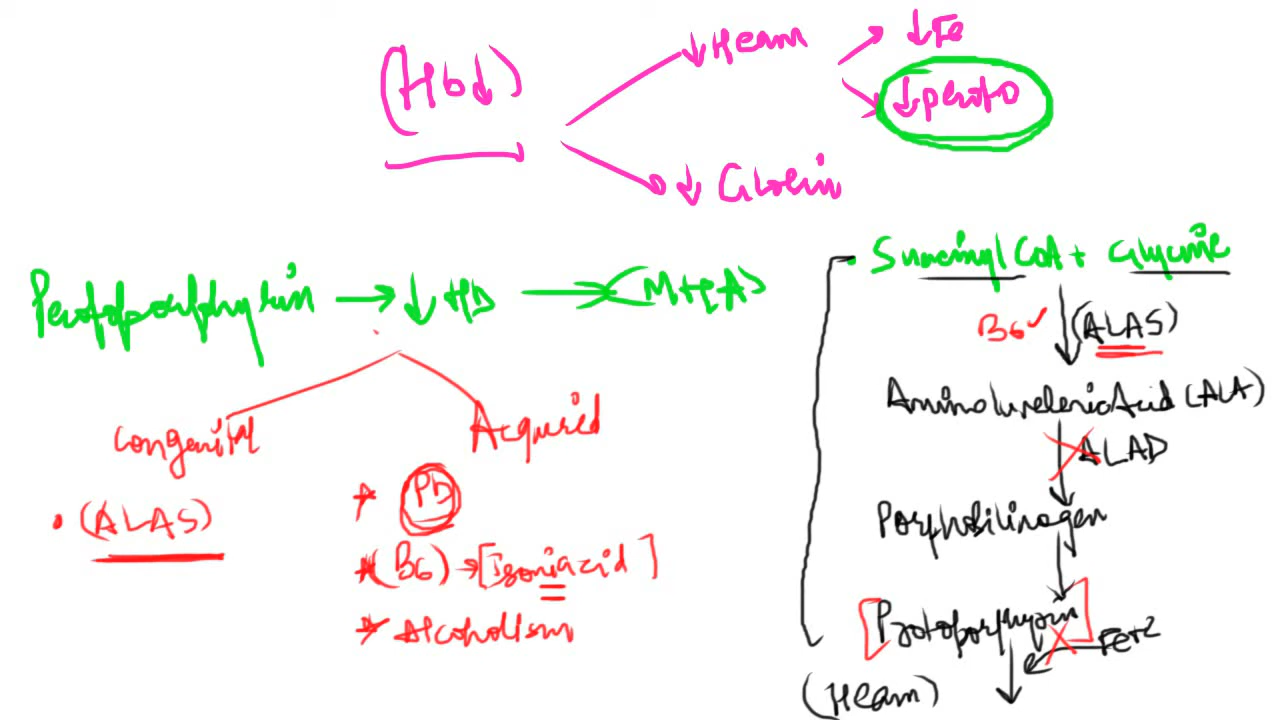 (Hb↓)
↓Heam
↓Fe
↓proto
↓ Globin
Protoporphyrin → ↓ Hb → (MHA)
Congenital
• (ALAS)
Acquired
* Pb
* (B6) → [Isoniazid]
* Alcoholism
• Succinyl CoA + Glycine
B6✓ (ALAS)
Aminolevelenic Acid (ALA)
ALAD
Porphobilinogen
[Protoporphyrin]
Fe+2
(Heam)